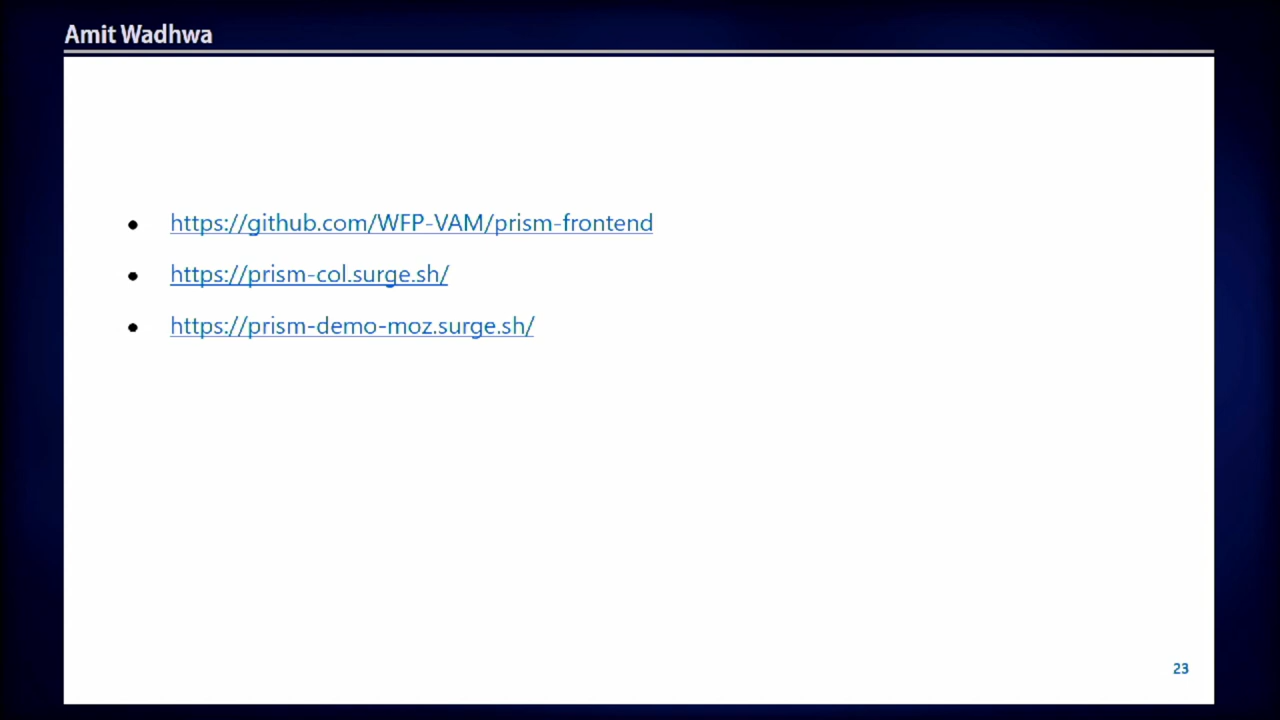 Amit Wadhwa
• https://github.com/WFP-VAM/prism-frontend
• https://prism-col.surge.sh/
• https://prism-demo-moz.surge.sh/
23